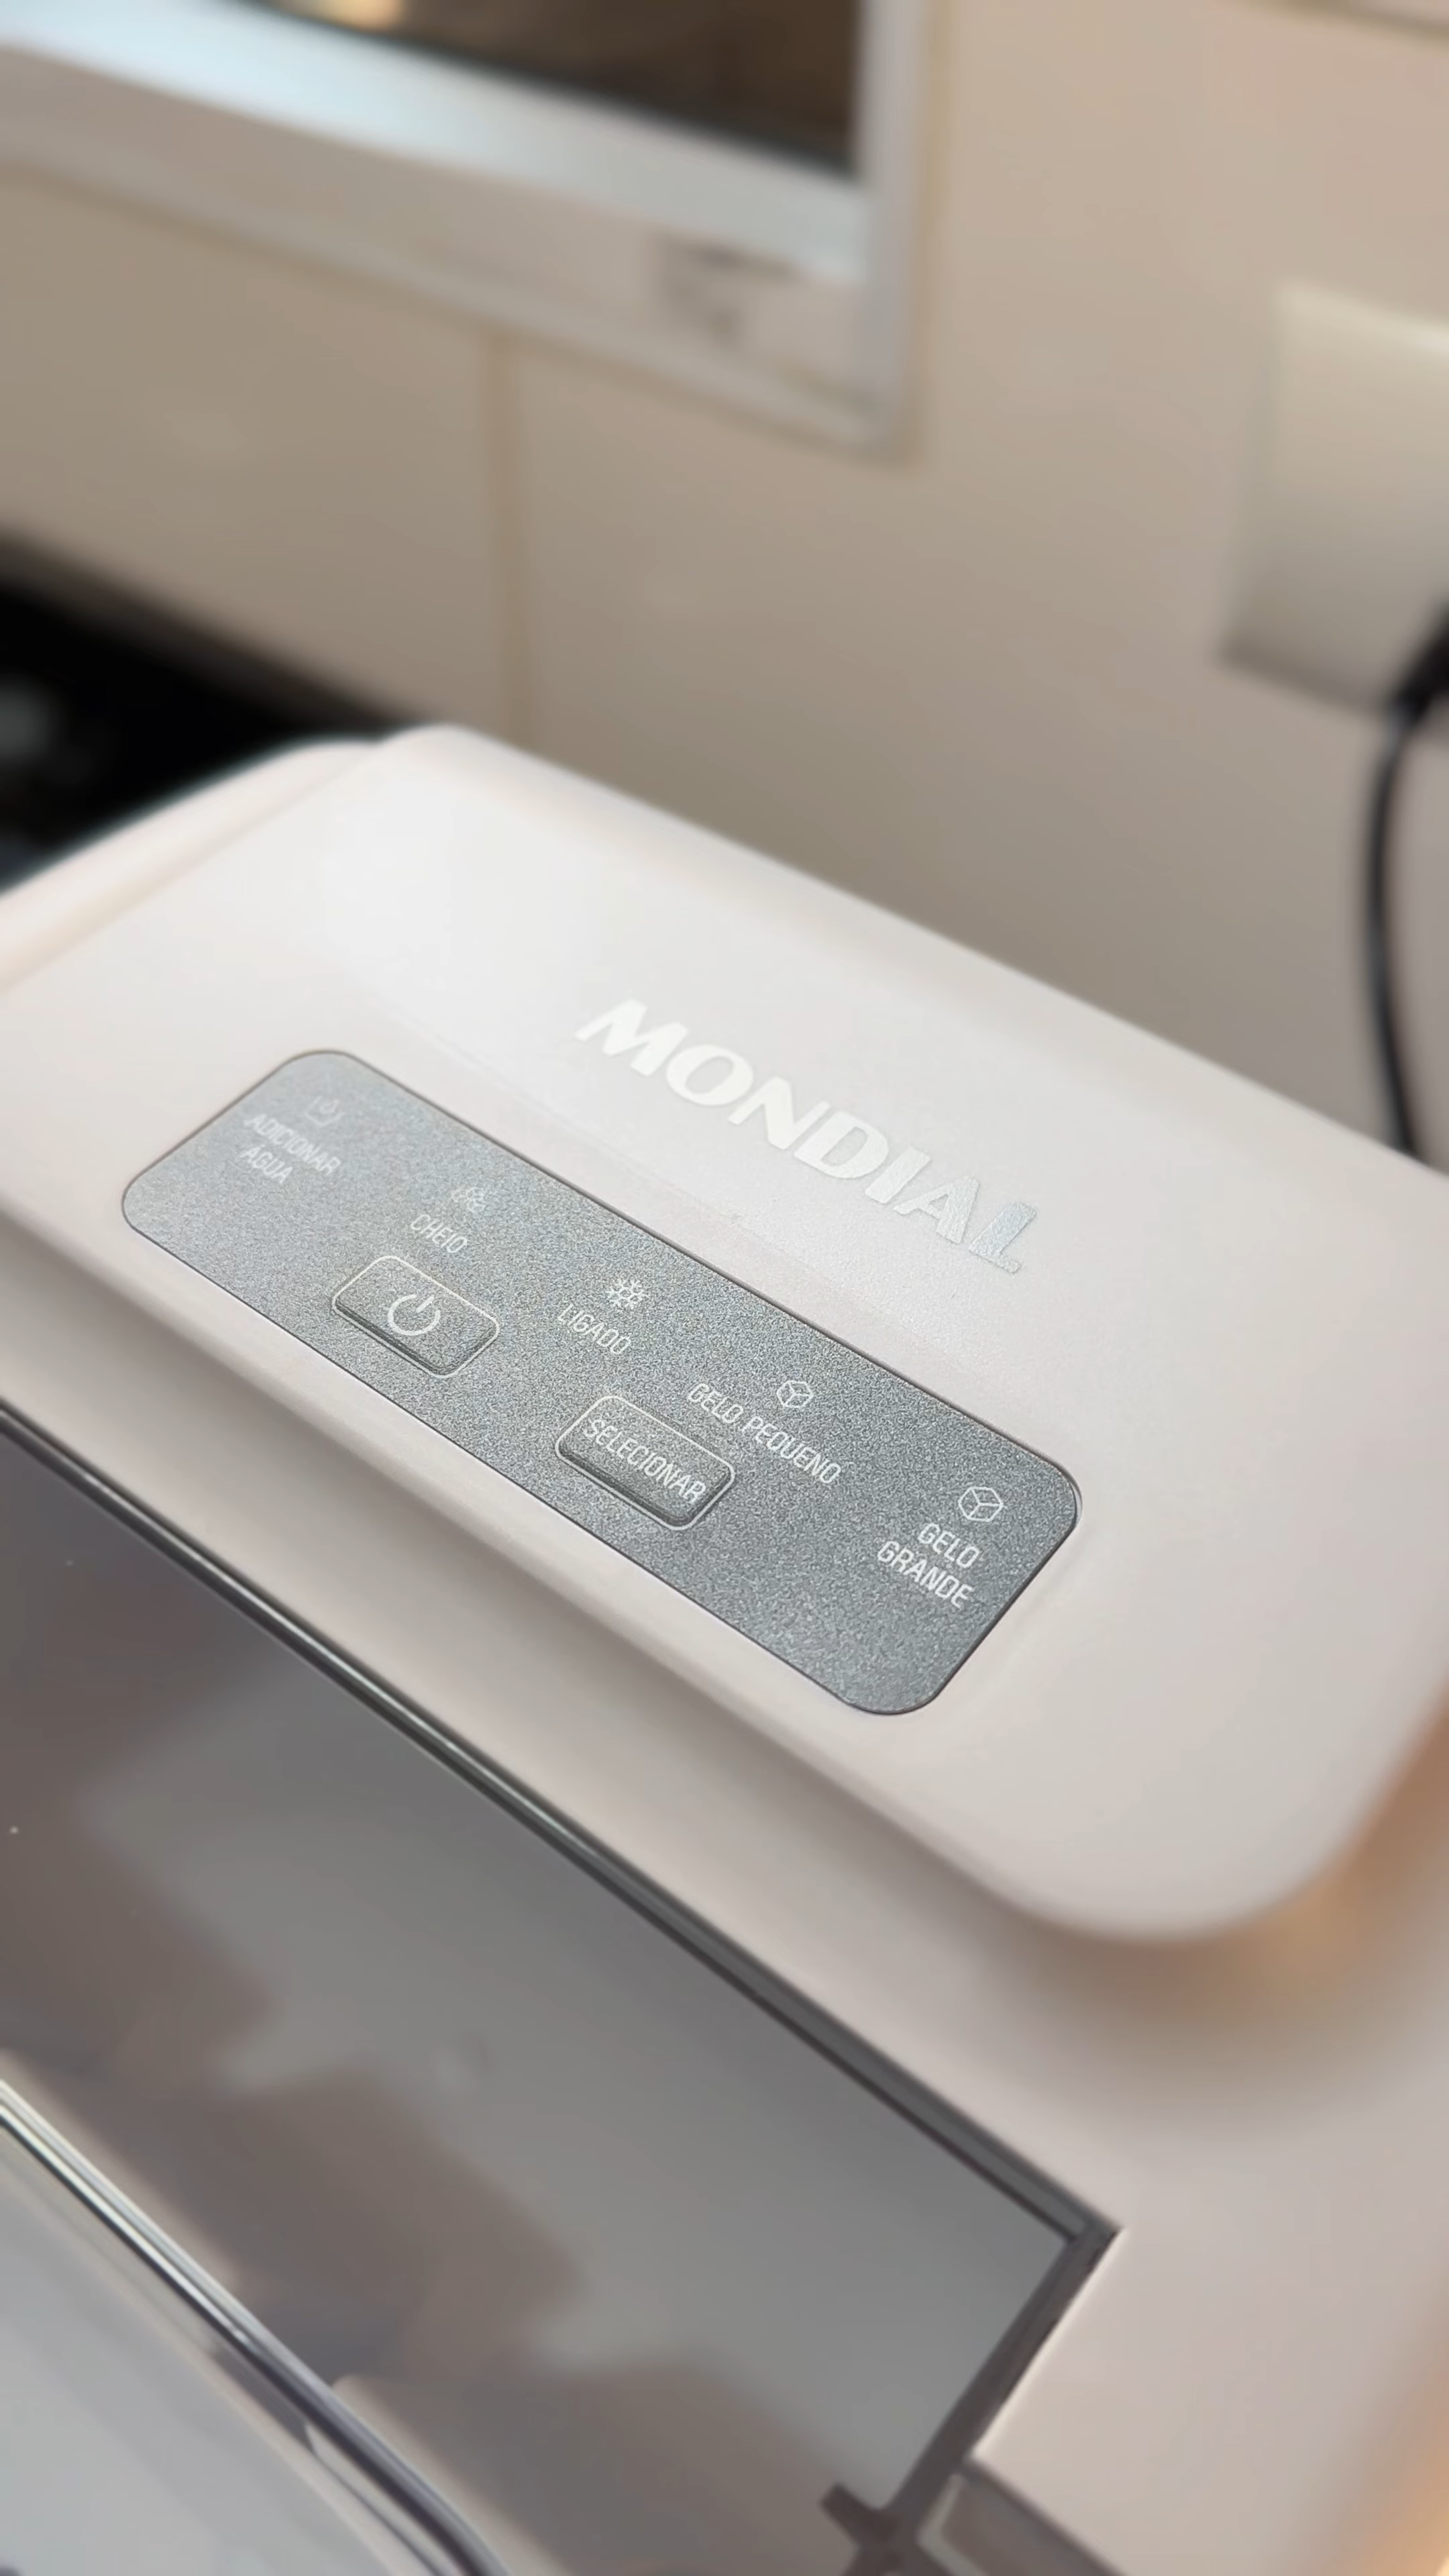 MONDIAL
ADICIONAR
ÁGUA
CHEIO
LIGADO
GELO PEQUENO
GELO
GRANDE
SELECIONAR